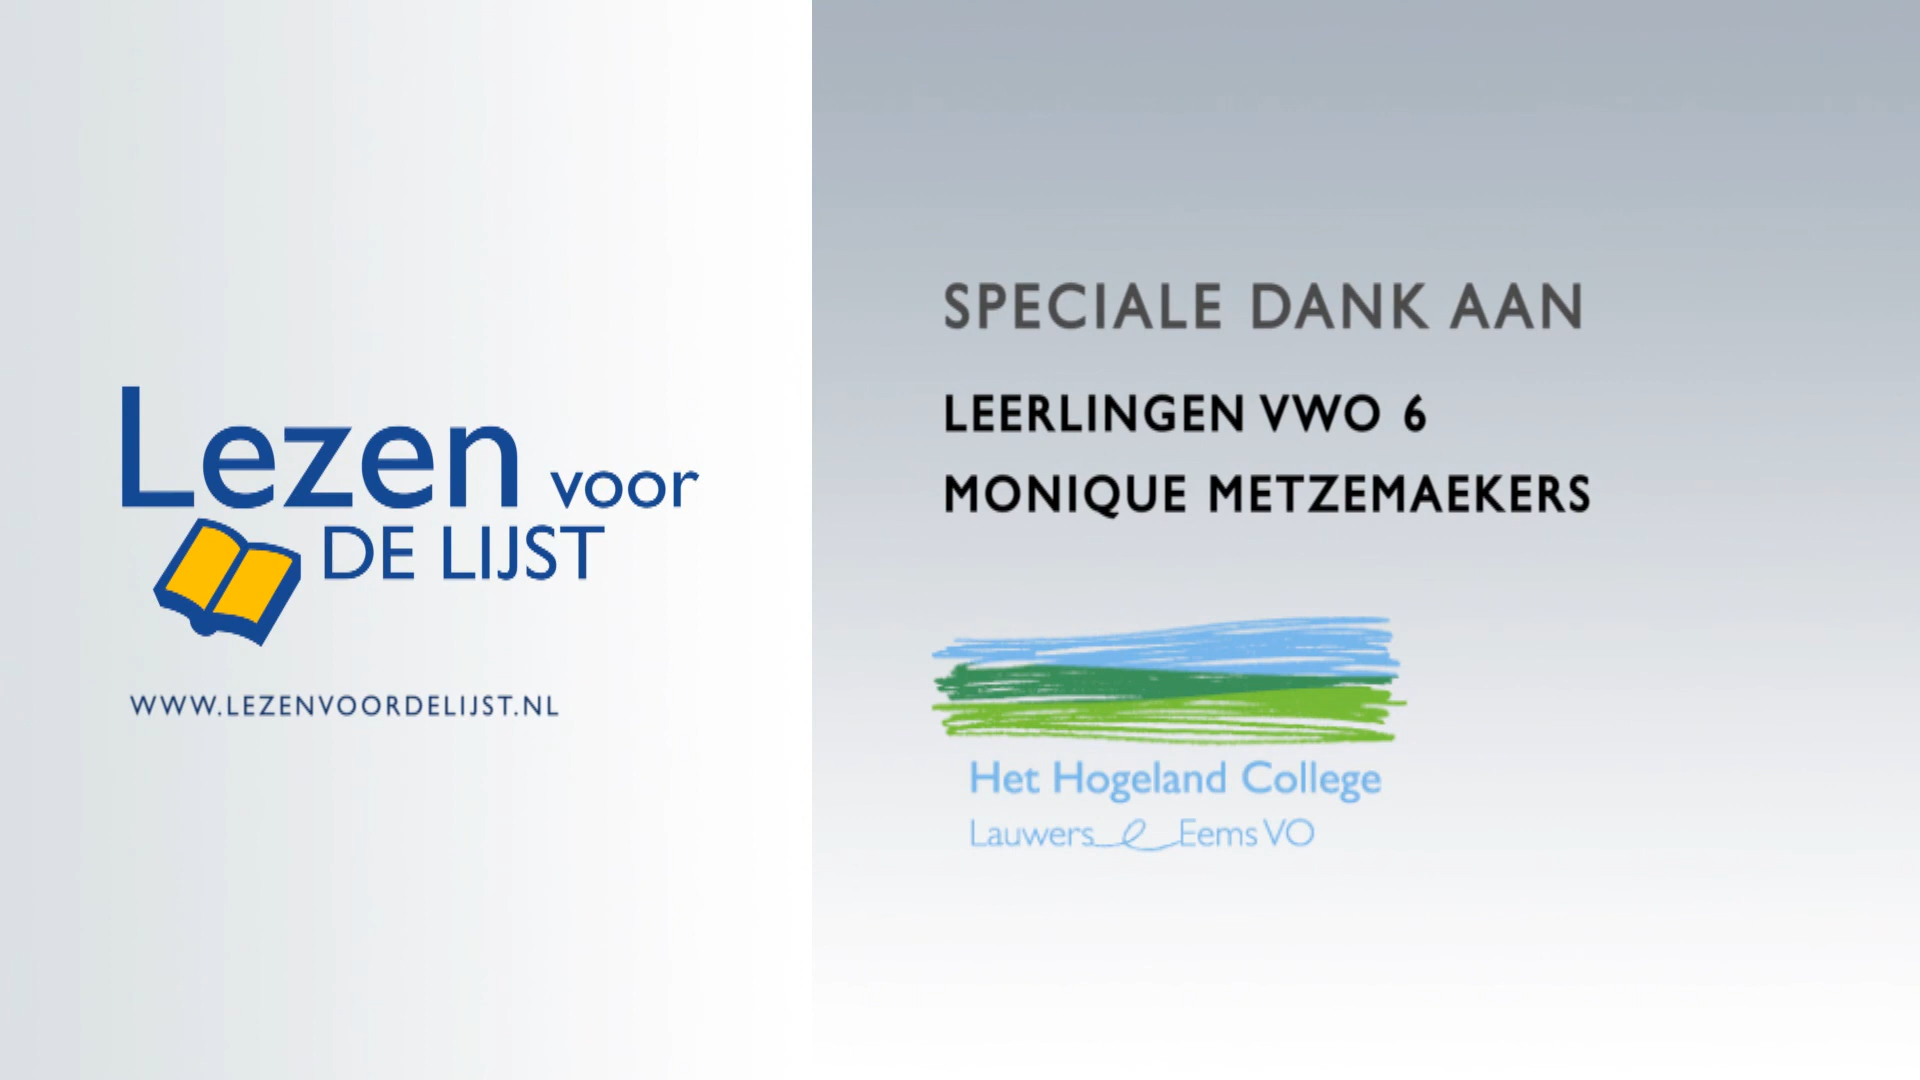 Lezen voor
DE LIJST
WWW.LEZENVOORDELIJST.NL
SPECIALE DANK AAN
LEERLINGEN VWO 6
MONIQUE METZEMAEKERS
Het Hogeland College
Lauwers e Eems VO